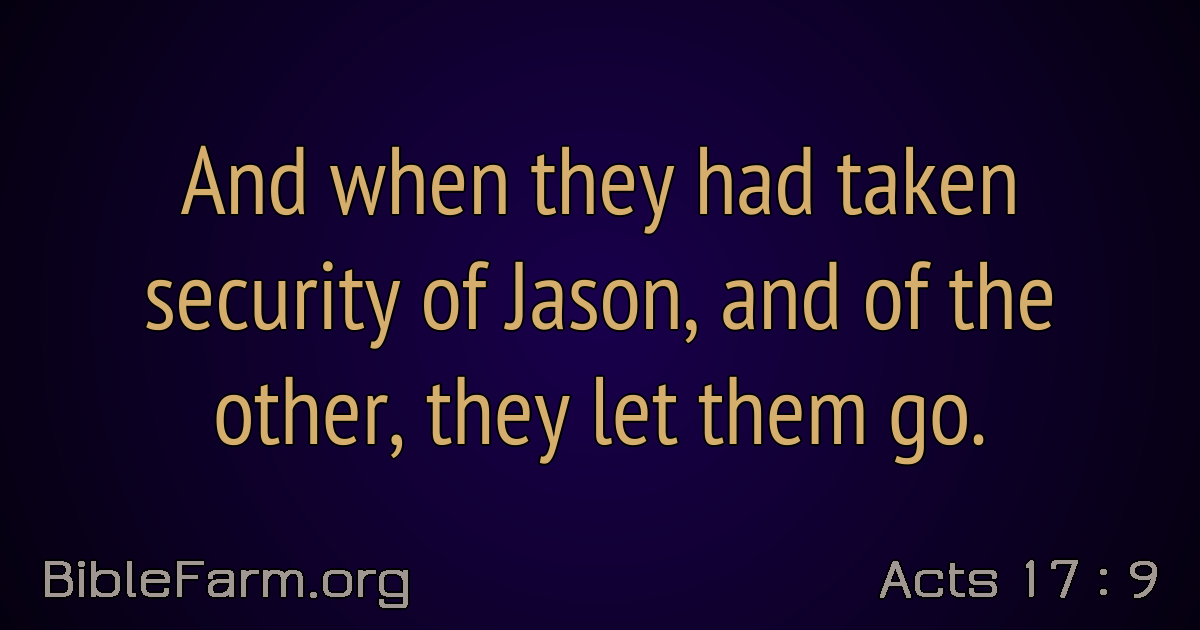 And when they had taken
security of Jason, and of the
other, they let them go.
BibleFarm.org
Acts 17 : 9